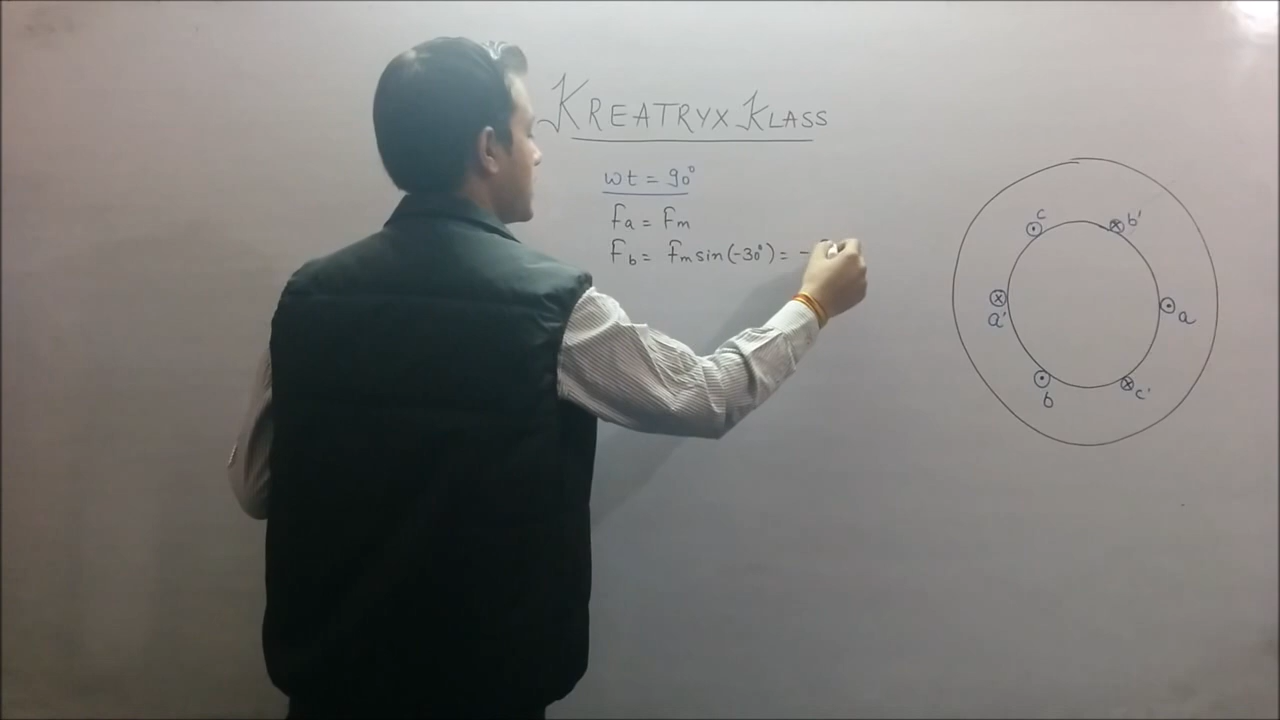 KREATRYX KLASS
wt = 90°
Fa = Fm
Fb = Fm sin(-30°) = -
c
b'
a'
a
b
c'